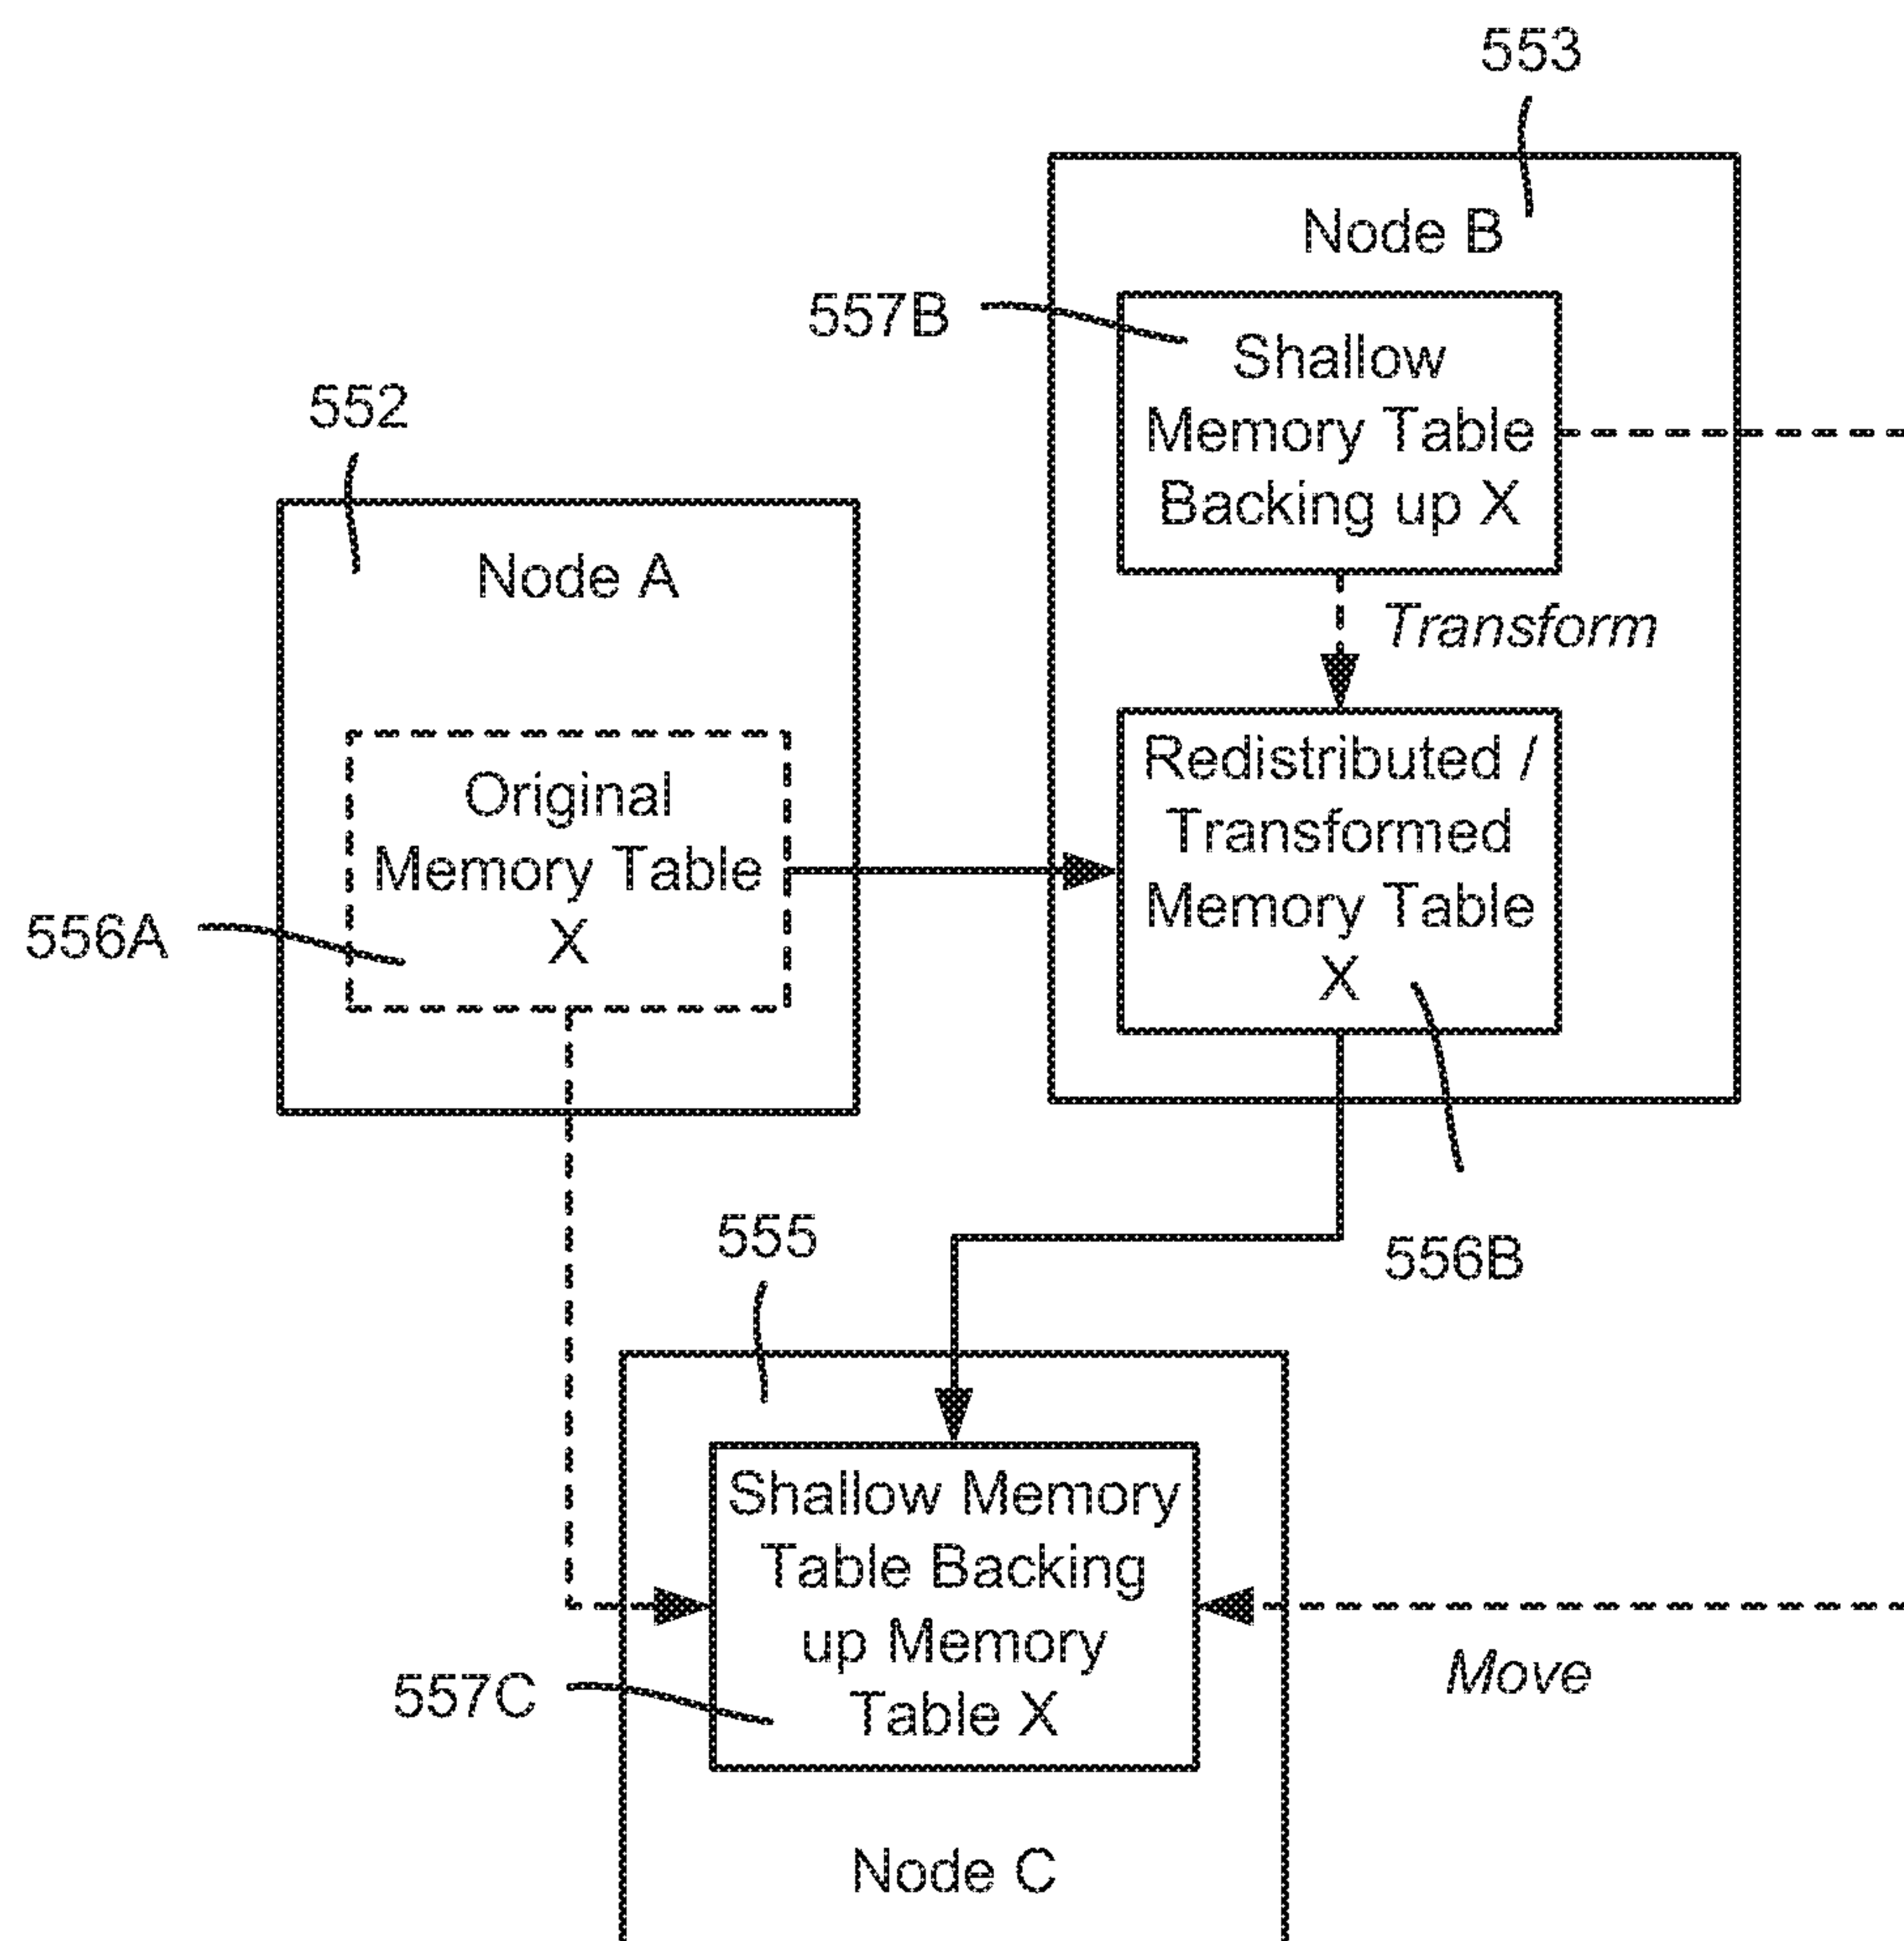 553
Node B
557B
Shallow
Memory Table
Backing up X
552
Node A
Transform
Original
Memory Table
X
556A
Redistributed /
Transformed
Memory Table
X
555
556B
Shallow Memory
Table Backing
up Memory
Table X
557C
Move
Node C